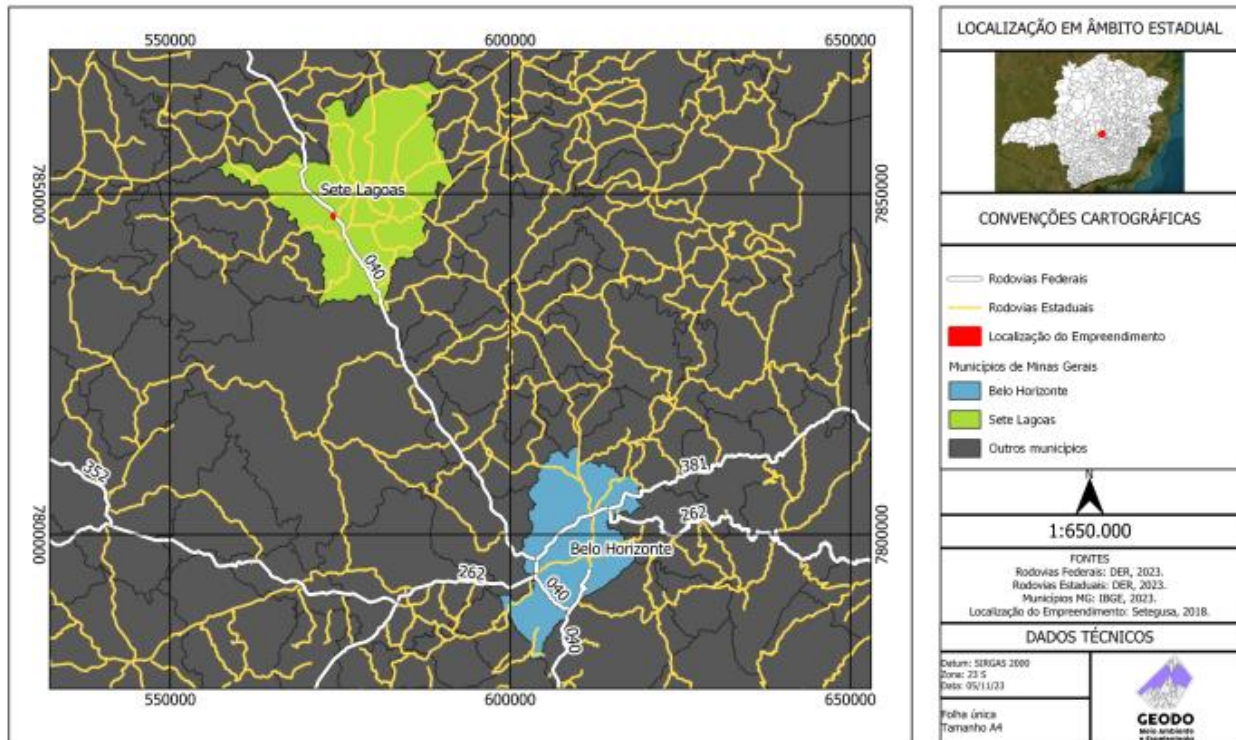 550000
600000
650000
LOCALIZAÇÃO EM ÂMBITO ESTADUAL
7850000
Sete Lagoas
7850000
CONVENÇÕES CARTOGRÁFICAS
040
Rodovias Federais
Rodovias Estaduais
Localização do Empreendimento
Municípios de Minas Gerais
Belo Horizonte
Sete Lagoas
Outros municípios
352
381
262
7800000
Belo Horizonte
7800000
262
040
040
550000
600000
650000
N
1:650.000
FONTES
Rodovias Federais: DER, 2023.
Rodovias Estaduais: DER, 2023.
Municípios MG: IBGE, 2023.
Localização do Empreendimento: Setegusa, 2018.
DADOS TÉCNICOS
Datum: SIRGAS 2000
Zona: 23 S
Data: 05/11/23
Folha única
Tamanho A4
GEODO
Meio Ambiente